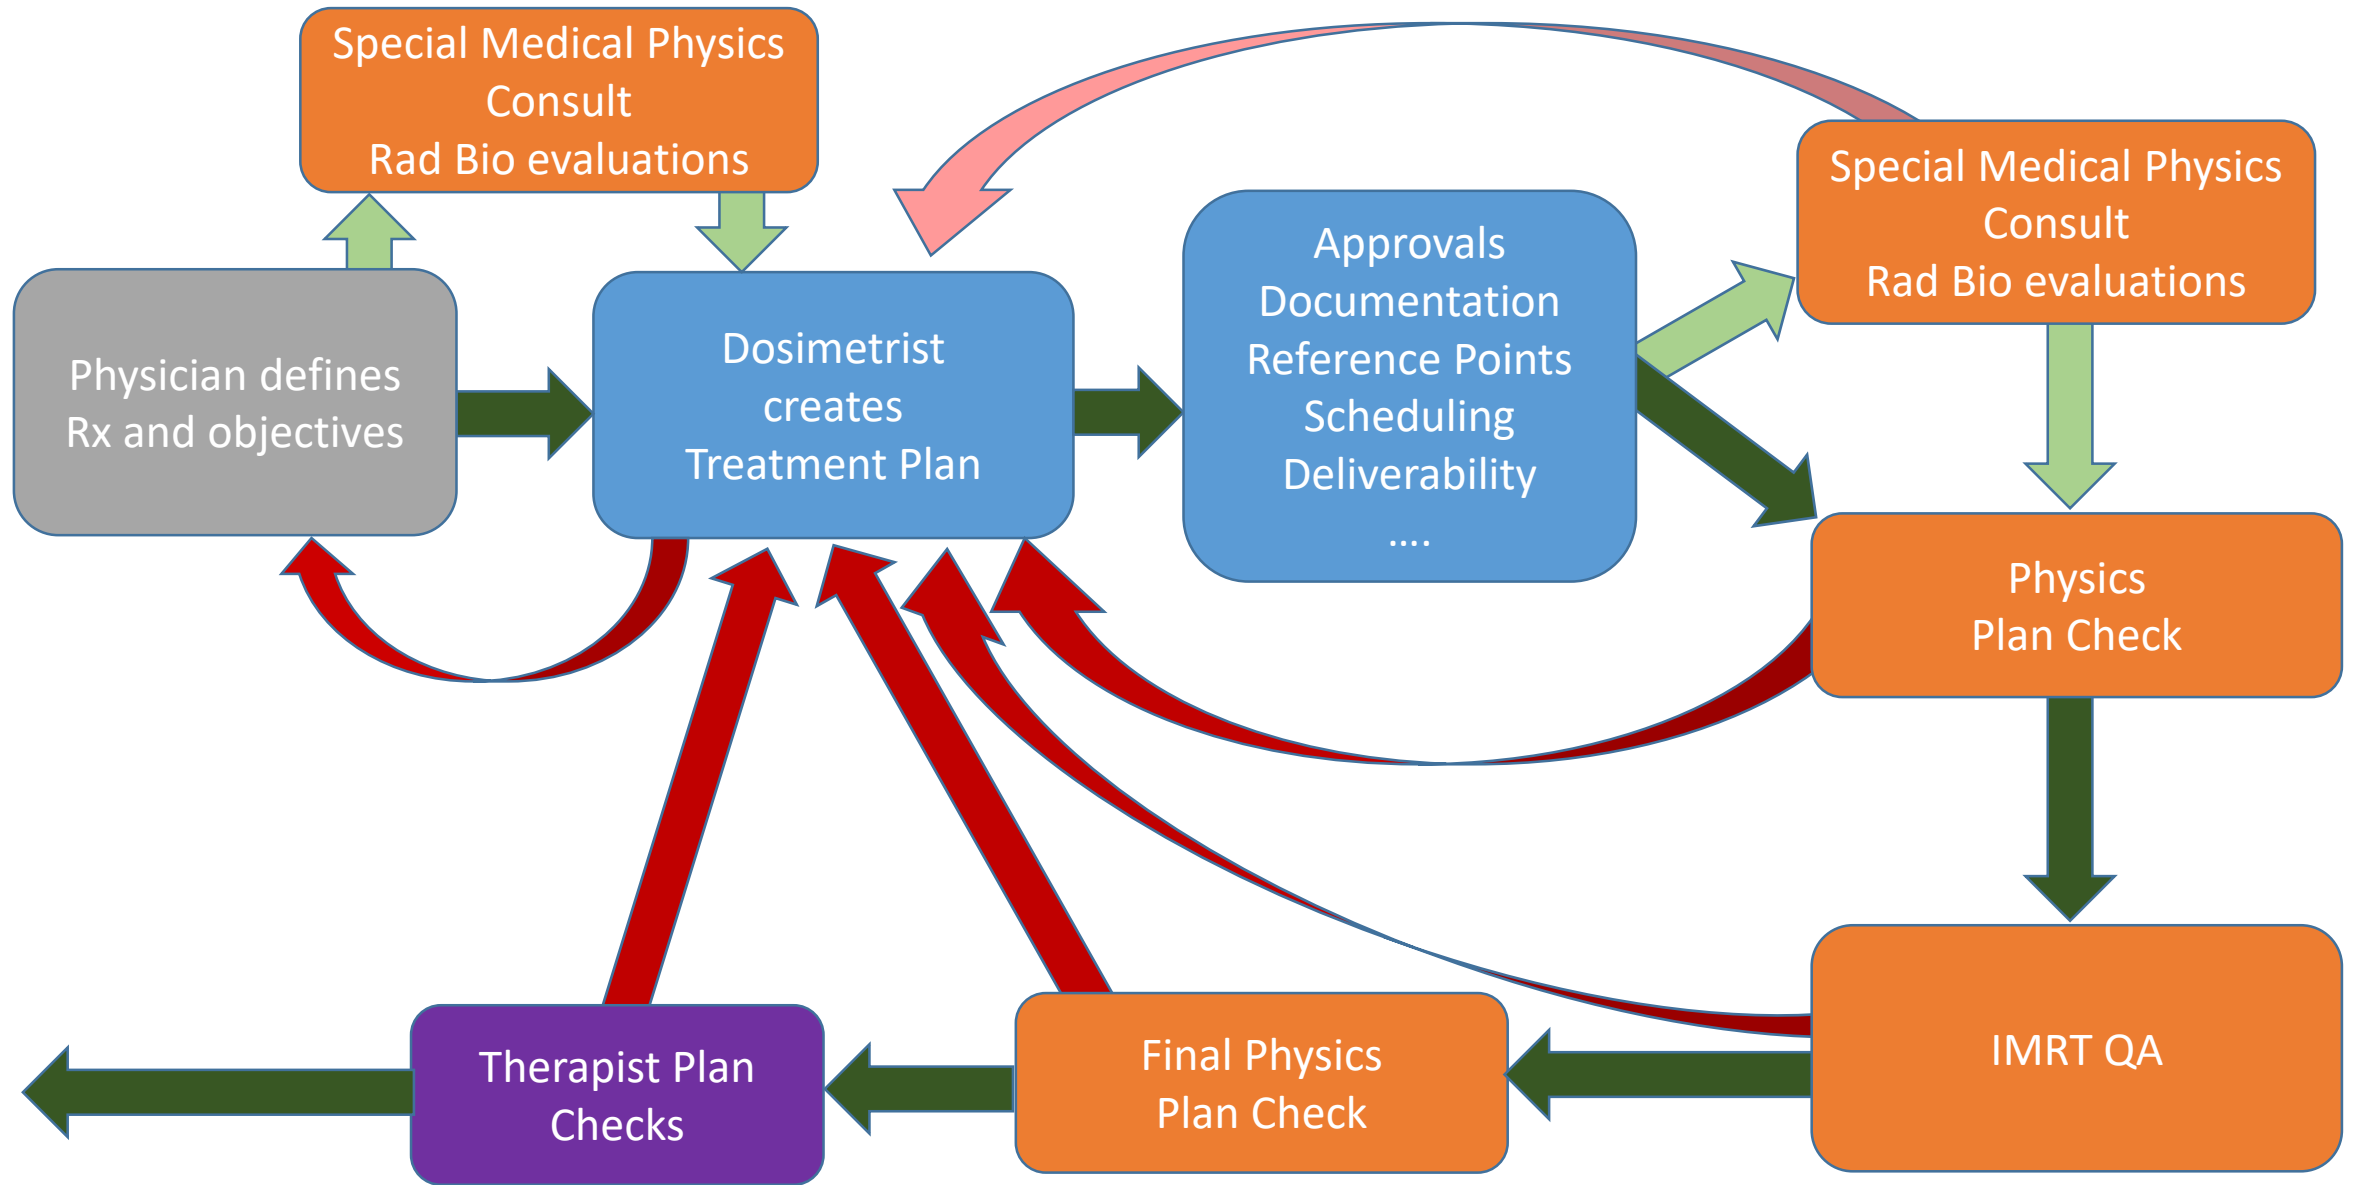 Special Medical Physics
Consult
Rad Bio evaluations
Physician defines
Rx and objectives
Dosimetrist
creates
Treatment Plan
Approvals
Documentation
Reference Points
Scheduling
Deliverability
....
Special Medical Physics
Consult
Rad Bio evaluations
Physics
Plan Check
IMRT QA
Final Physics
Plan Check
Therapist Plan
Checks